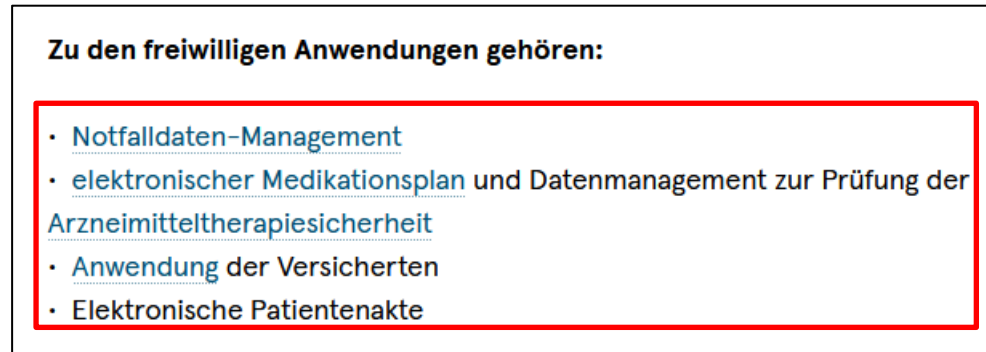 Zu den freiwilligen Anwendungen gehören:
· Notfalldaten-Management
· elektronischer Medikationsplan und Datenmanagement zur Prüfung der
Arzneimitteltherapiesicherheit
· Anwendung der Versicherten
· Elektronische Patientenakte